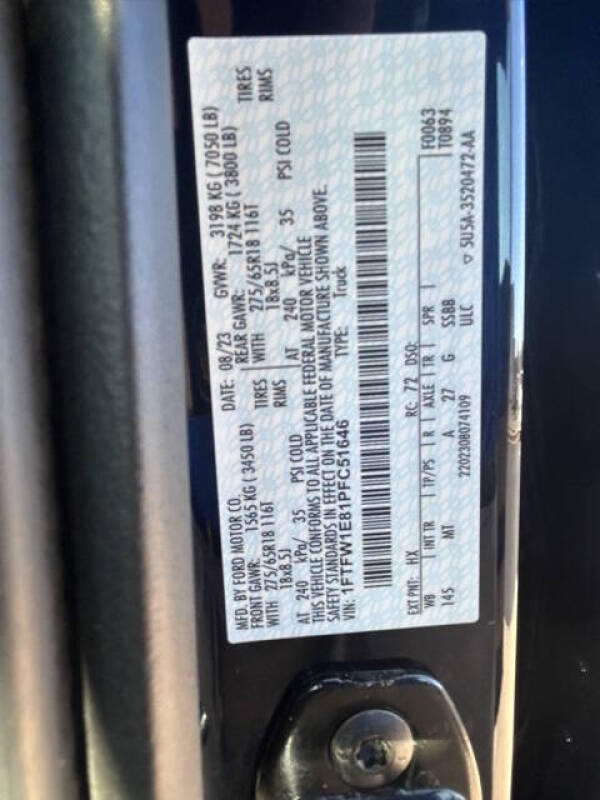 MFD. BY FORD MOTOR CO. DATE: 08/23 GVWR: 3198 KG ( 7050 LB)
FRONT GAWR: 1565 KG (3450 LB) REAR GAWR: 1724 KG ( 3800 LB)
WITH 275/65R18 116T TIRES WITH 275/65R18 116T TIRES
18x8.5J RIMS 18x8.5J RIMS
AT 240 kPa/ 35 PSI COLD AT 240 kPa/ 35 PSI COLD
THIS VEHICLE CONFORMS TO ALL APPLICABLE FEDERAL MOTOR VEHICLE
SAFETY STANDARDS IN EFFECT ON THE DATE OF MANUFACTURE SHOWN ABOVE.
VIN: 1FTFW1E81PFC51646 TYPE: Truck
EXT PNT: HX RC: 72 DSO: F0063
WB | INT TR | TP/PS | R | AXLE | TR | SPR | T0894
145 MT A 27 G SS88
2202308074109 ULC ▽ SU5A-3520472-AA